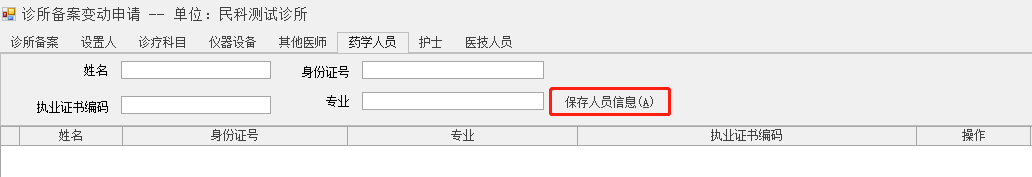 诊所备案变动申请 -- 单位：民科测试诊所
诊所备案 设置人 诊疗科目 仪器设备 其他医师 药学人员 护士 医技人员
姓名 身份证号
执业证书编码 专业 保存人员信息(A)
姓名 身份证号 专业 执业证书编码 操作